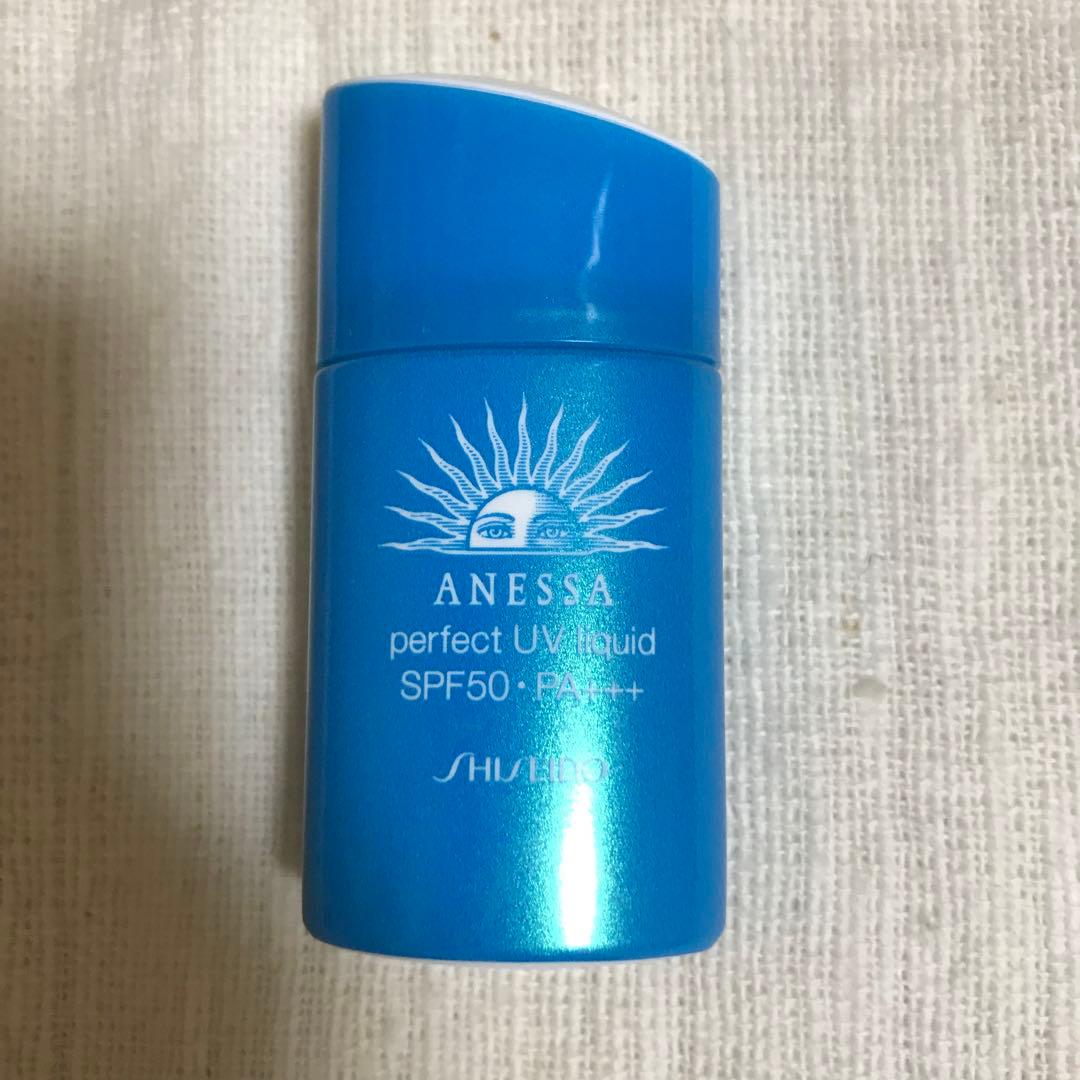 ANESSA
perfect UV liquid
SPF50・PA+++
SHISEIDO